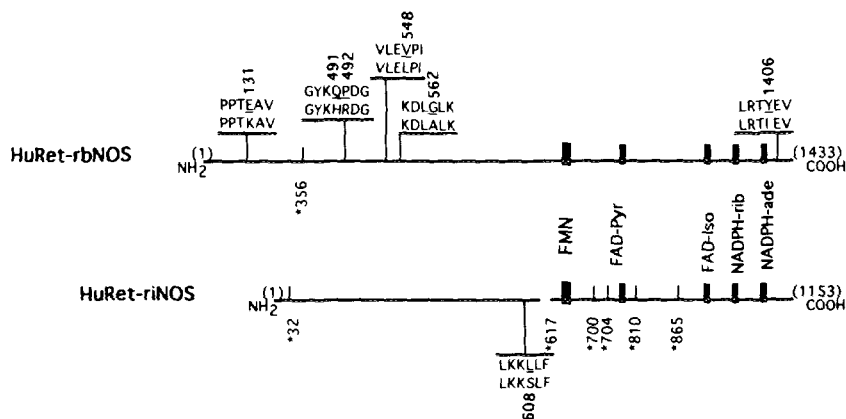 131
PPTEAV
PPTKAV
491
492
GYKQPDG
GYKHRDG
548
VLEVPI
VLELPI
562
KDLGLK
KDLALK
1406
LRTYEV
LRTIEV
HuRet-rbNOS
(1)
NH2
(1433)
COOH
*356
FMN
FAD-Pyr
FAD-Iso
NADPH-rib
NADPH-ade
HuRet-riNOS
(1)
NH2
(1153)
COOH
*32
*617
*700
*704
*810
*865
LKKLLF
LKKSLF
608